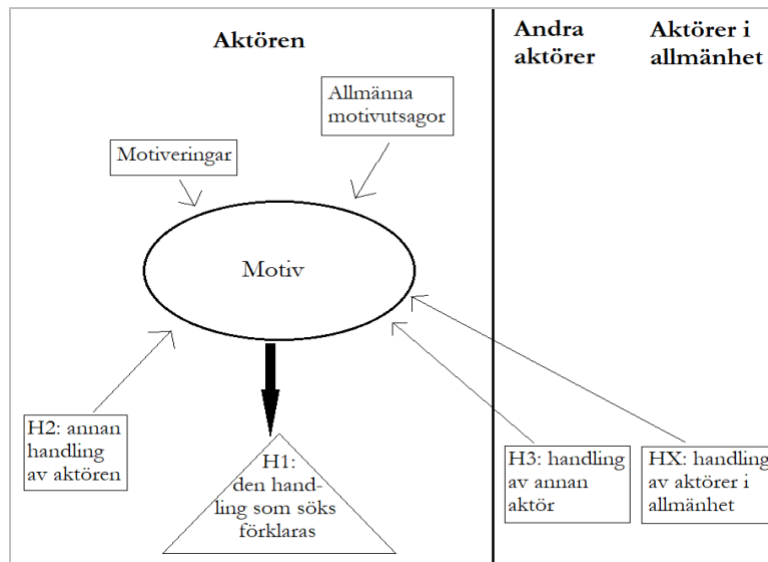 Aktören
Andra
aktörer
Aktörer i
allmänhet
Allmänna
motivutsagor
Motiveringar
Motiv
H2: annan
handling
av aktören
H1:
den hand-
ling som söks
förklaras
H3: handling
av annan
aktör
HX: handling
av aktörer i
allmänhet